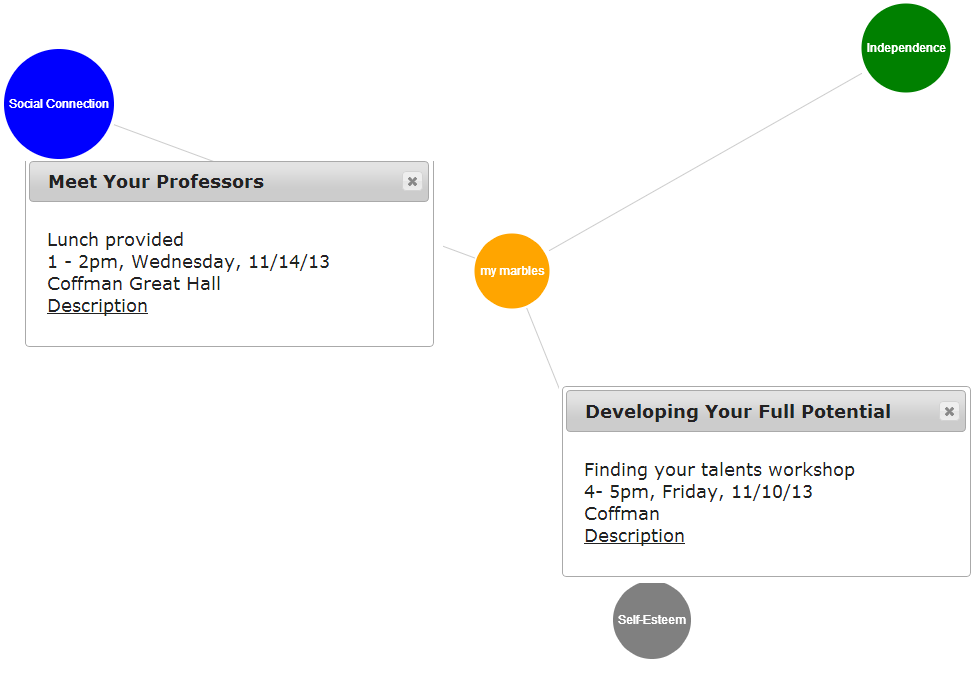 Independence
Social Connection
Meet Your Professors
Lunch provided
1 - 2pm, Wednesday, 11/14/13
Coffman Great Hall
Description
my marbles
Developing Your Full Potential
Finding your talents workshop
4- 5pm, Friday, 11/10/13
Coffman
Description
Self-Esteem